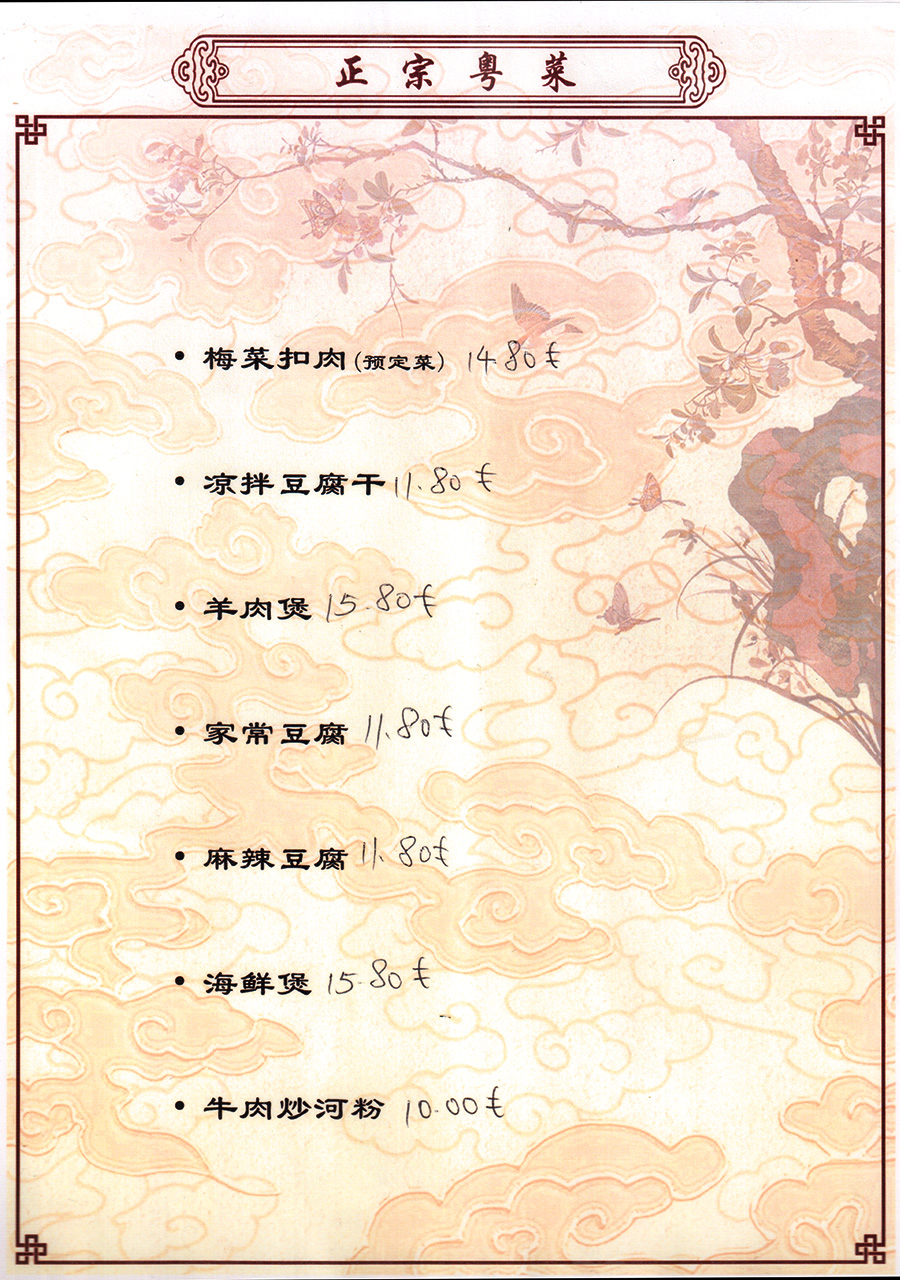 正宗粤菜
• 梅菜扣肉(预定菜) 14.80€
• 凉拌豆腐干 11.80€
• 羊肉煲 15.80€
• 家常豆腐 11.80€
• 麻辣豆腐 11.80€
• 海鲜煲 15.80€
• 牛肉炒河粉 10.00€